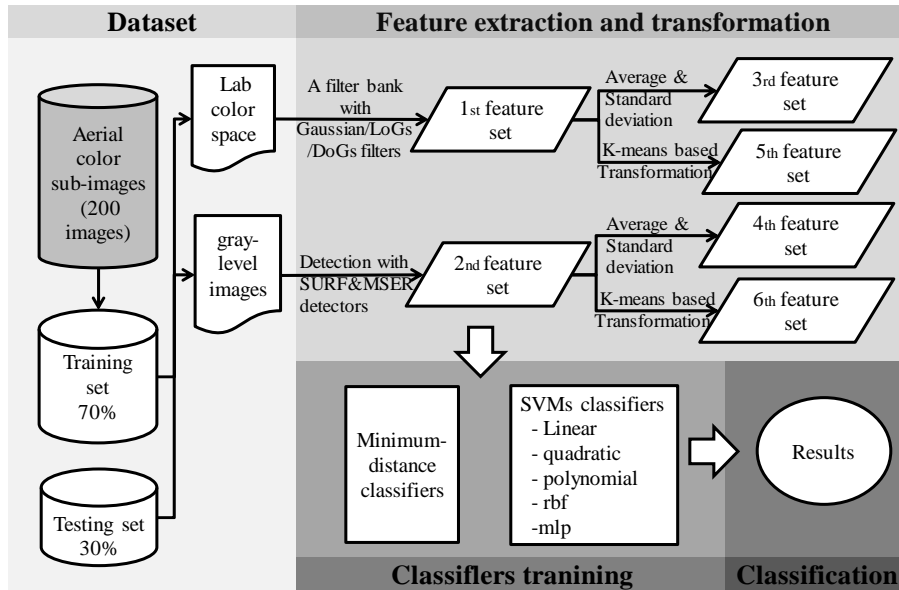 Dataset
Feature extraction and transformation
Aerial
color
sub-images
(200
images)
Training
set
70%
Testing set
30%
Lab
color
space
gray-
level
images
A filter bank
with
Gaussian/LoGs
/DoGs filters
1st feature
set
Average &
Standard
deviation
3rd feature
set
K-means based
Transformation
5th feature
set
Detection with
SURF&MSER
detectors
2nd feature
set
Average &
Standard
deviation
4th feature
set
K-means based
Transformation
6th feature
set
Minimum-
distance
classifiers
SVMs classifiers
- Linear
- quadratic
- polynomial
- rbf
-mlp
Results
Classiflers tranining
Classification